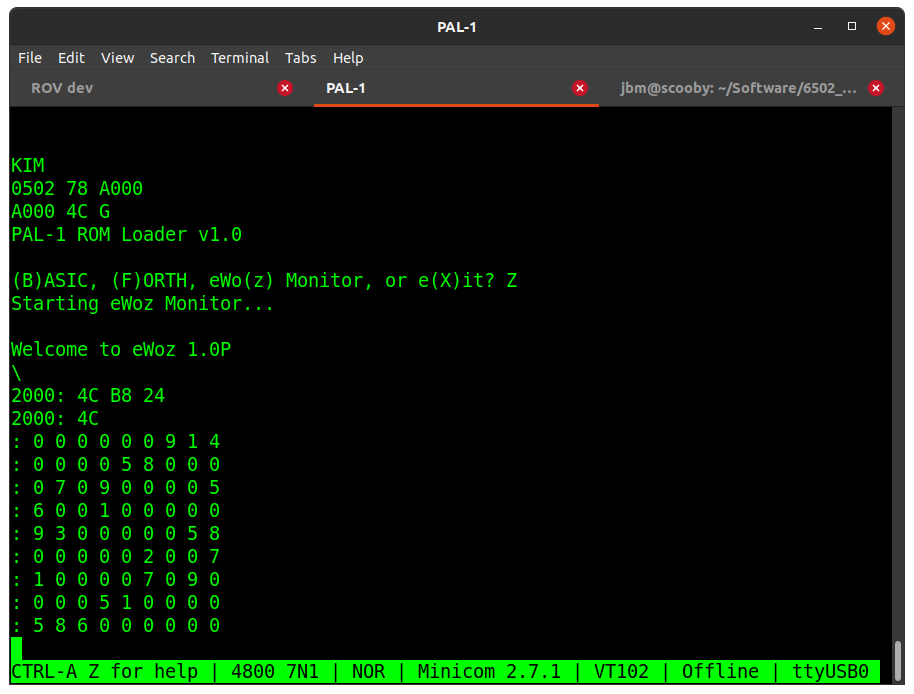 PAL-1
File Edit View Search Terminal Tabs Help
ROV dev PAL-1 jbm@scooby: ~/Software/6502_...
KIM
0502 78 A000
A000 4C G
PAL-1 ROM Loader v1.0
(B)ASIC, (F)ORTH, eWo(z) Monitor, or e(X)it? Z
Starting eWoz Monitor...
Welcome to eWoz 1.0P
\
2000: 4C B8 24
2000: 4C
: 0 0 0 0 0 0 9 1 4
: 0 0 0 0 5 8 0 0 0
: 0 7 0 9 0 0 0 0 5
: 6 0 0 1 0 0 0 0 0
: 9 3 0 0 0 0 0 5 8
: 0 0 0 0 0 2 0 0 7
: 1 0 0 0 0 7 0 9 0
: 0 0 0 5 1 0 0 0 0
: 5 8 6 0 0 0 0 0 0
CTRL-A Z for help | 4800 7N1 | NOR | Minicom 2.7.1 | VT102 | Offline | ttyUSB0